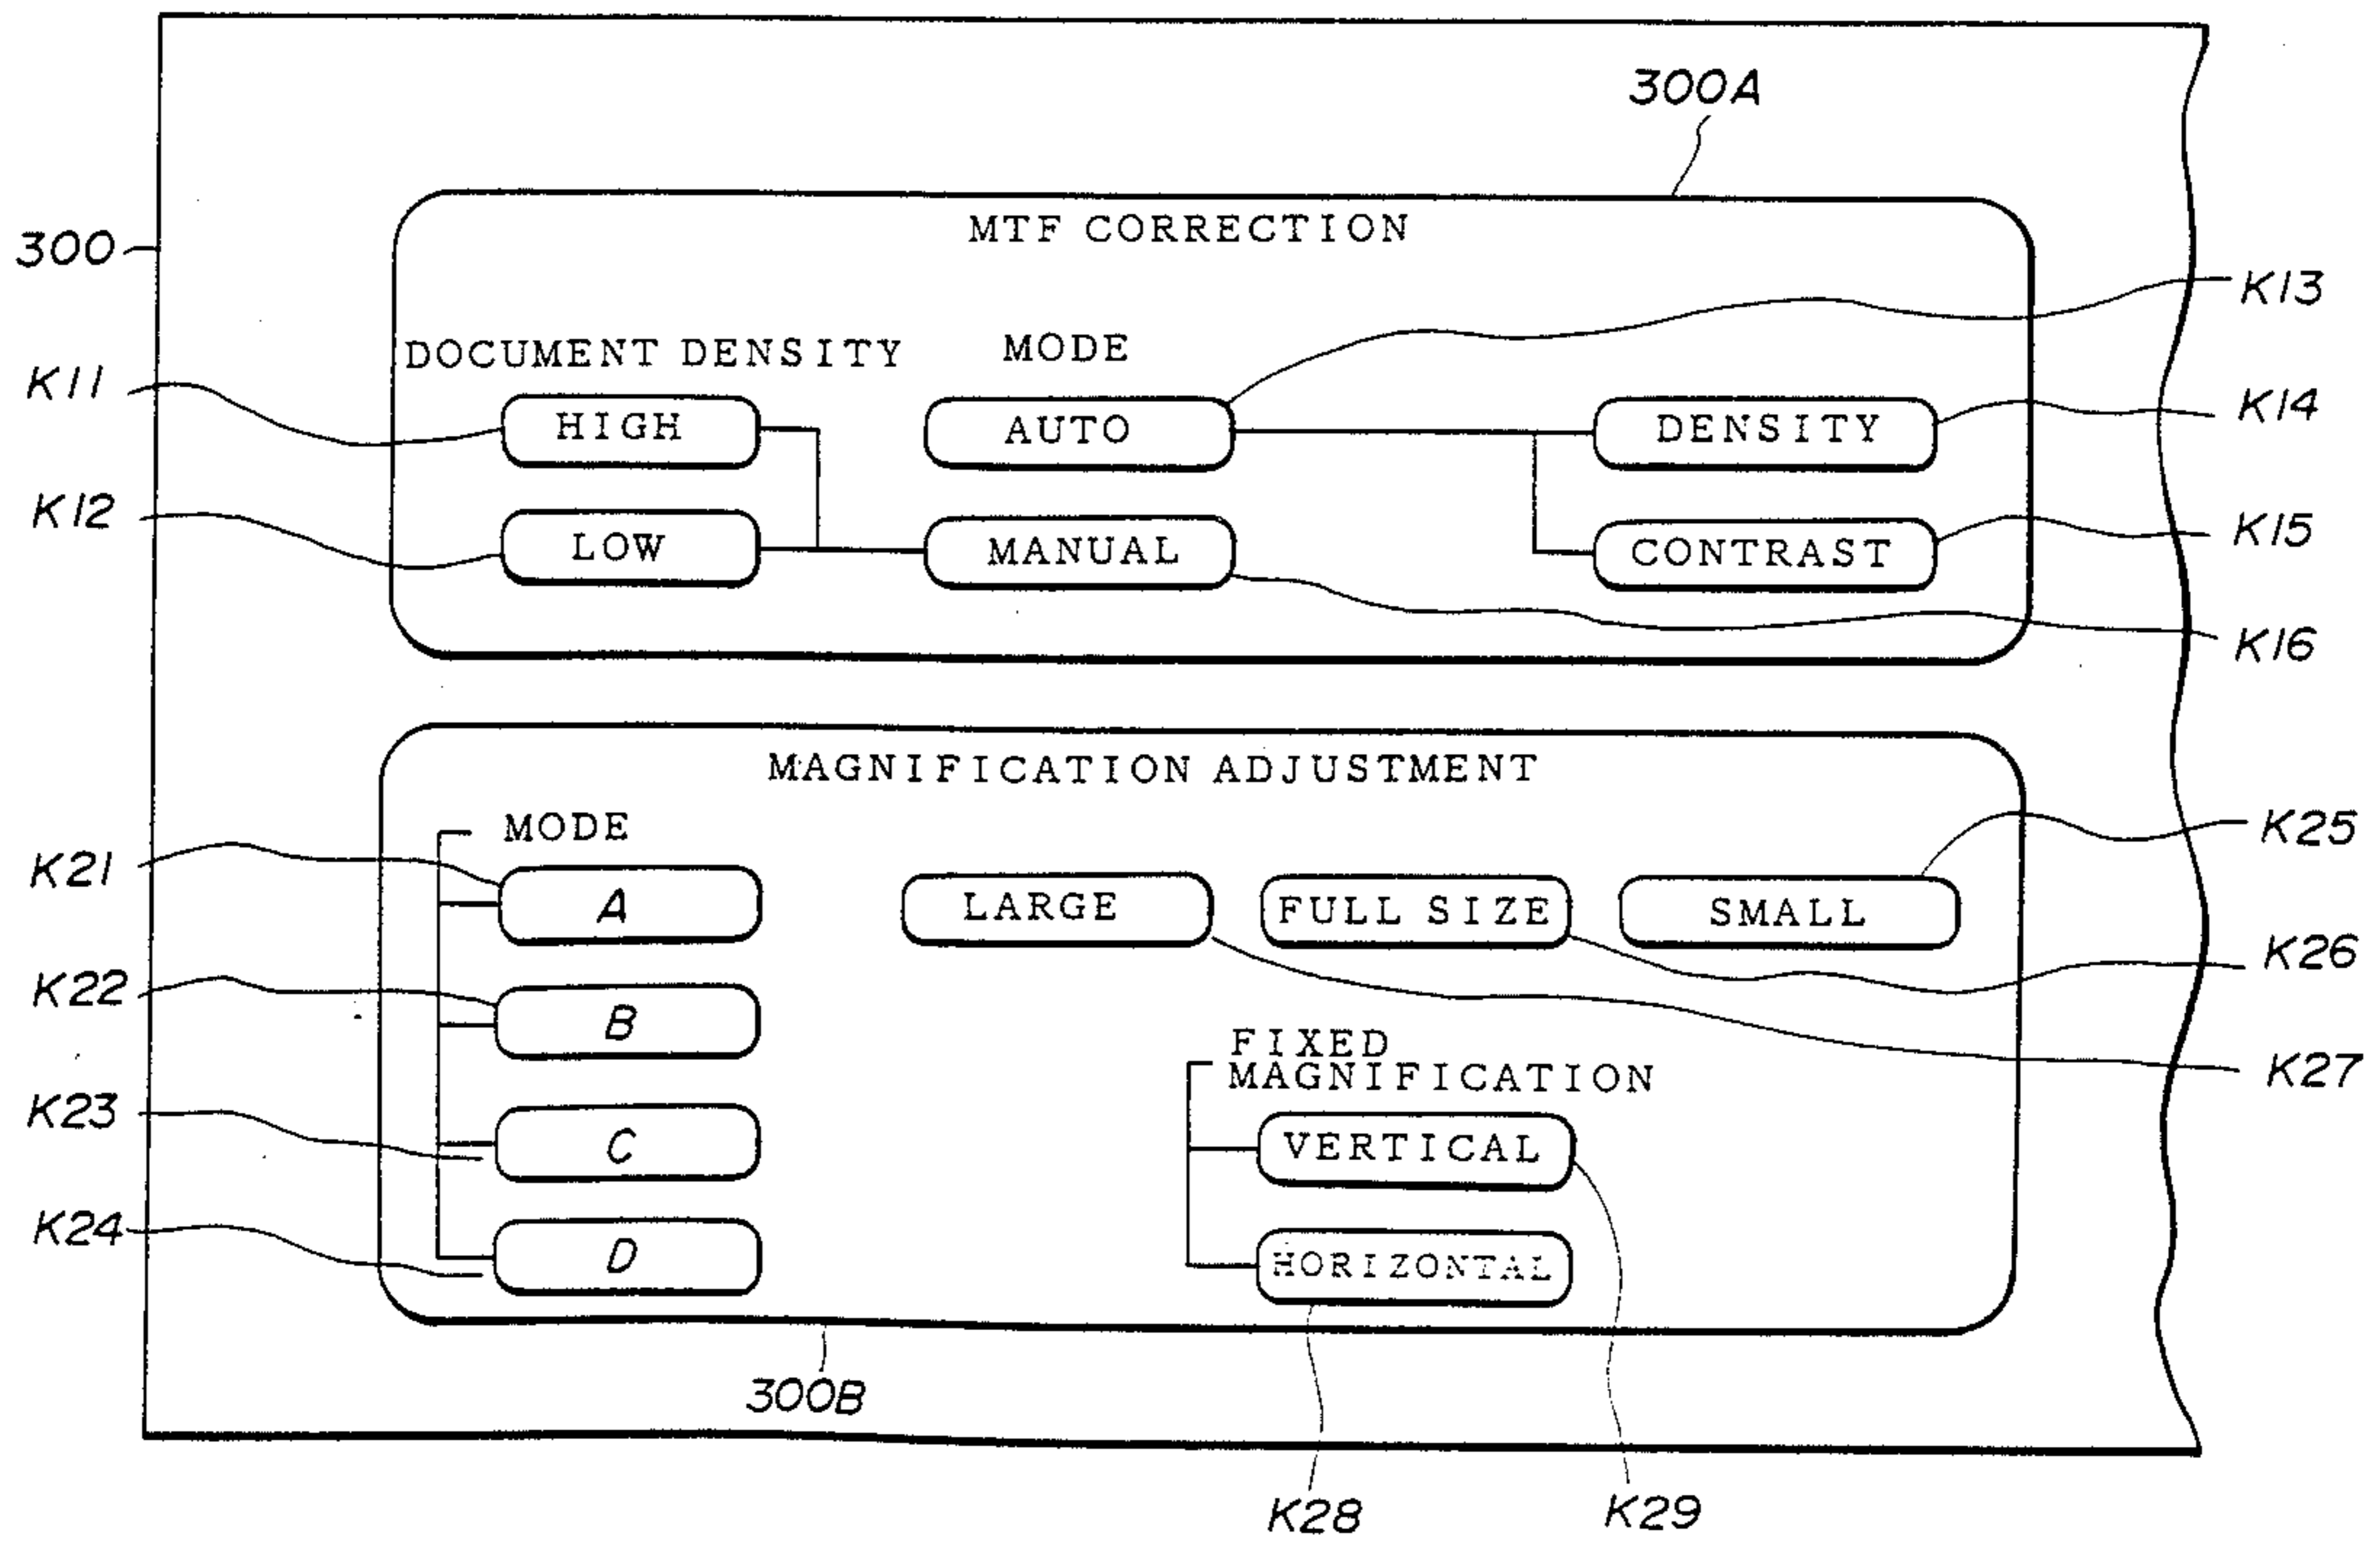 300A
MTF CORRECTION
300
K13
DOCUMENT DENSITY MODE
K11
HIGH AUTO DENSITY
K14
K12
LOW MANUAL CONTRAST
K15
K16
MAGNIFICATION ADJUSTMENT
MODE
K25
K21
A LARGE FULL SIZE SMALL
K26
K22
B
FIXED
MAGNIFICATION
K27
K23
C VERTICAL
K24
D HORIZONTAL
300B
K28 K29